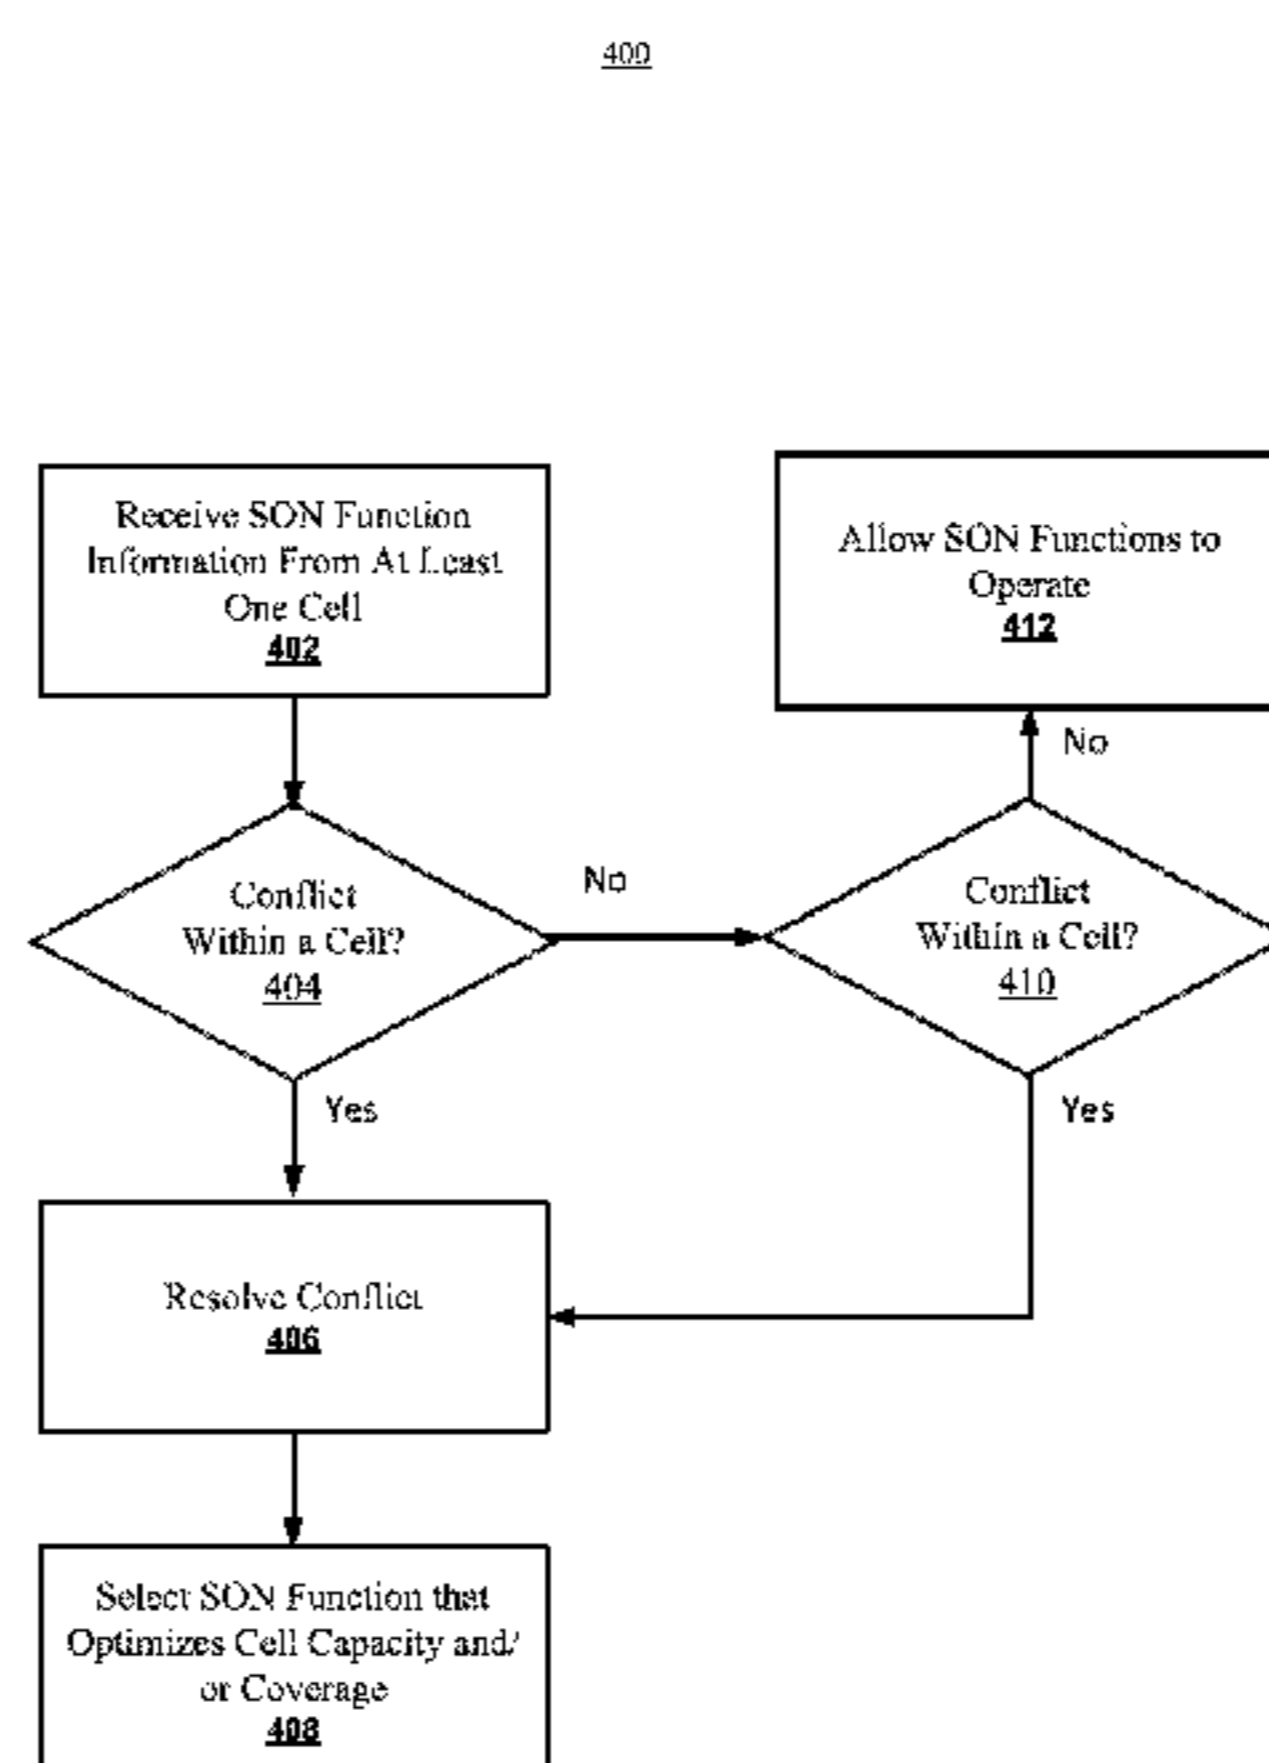 400
Receive SON Function
Information From At Least
One Cell
402
Allow SON Functions to
Operate
412
No
Conflict
Within a Cell?
404
No
Conflict
Within a Cell?
410
Yes
Yes
Resolve Conflict
406
Select SON Function that
Optimizes Cell Capacity and/
or Coverage
408